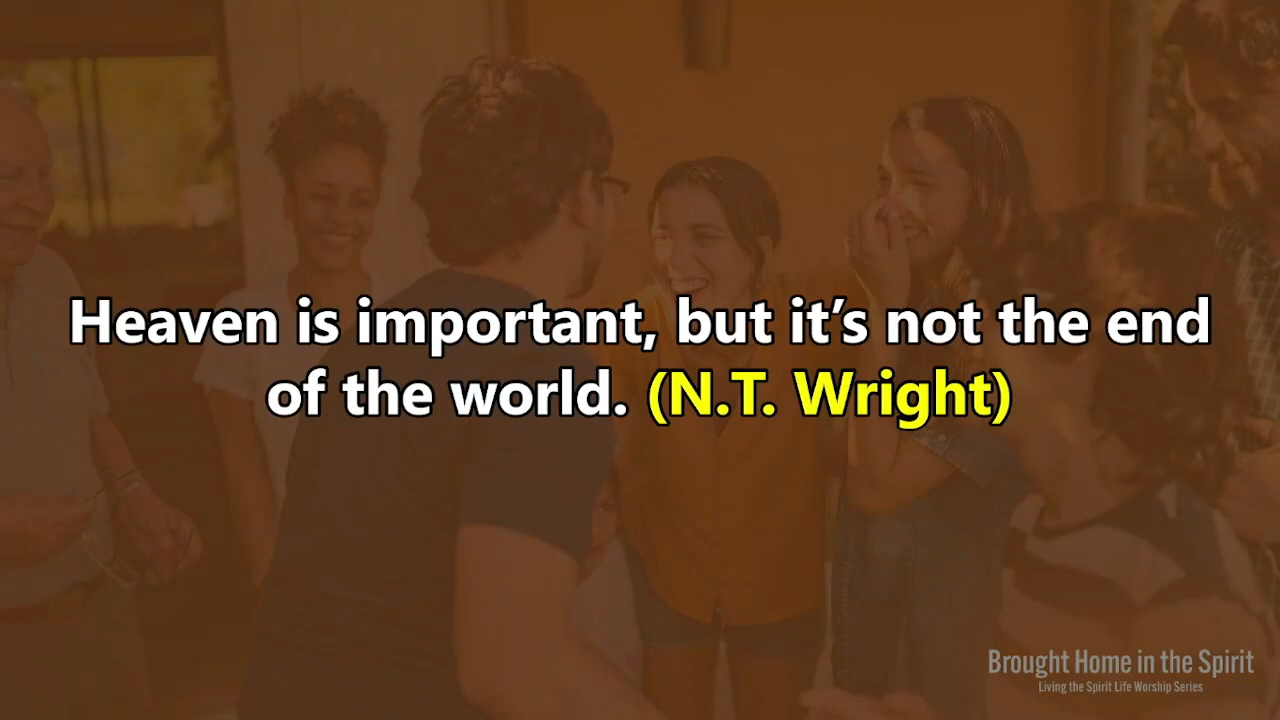 Heaven is important, but it’s not the end
of the world. (N.T. Wright)
Brought Home in the Spirit
Living the Spirit Life Worship Series